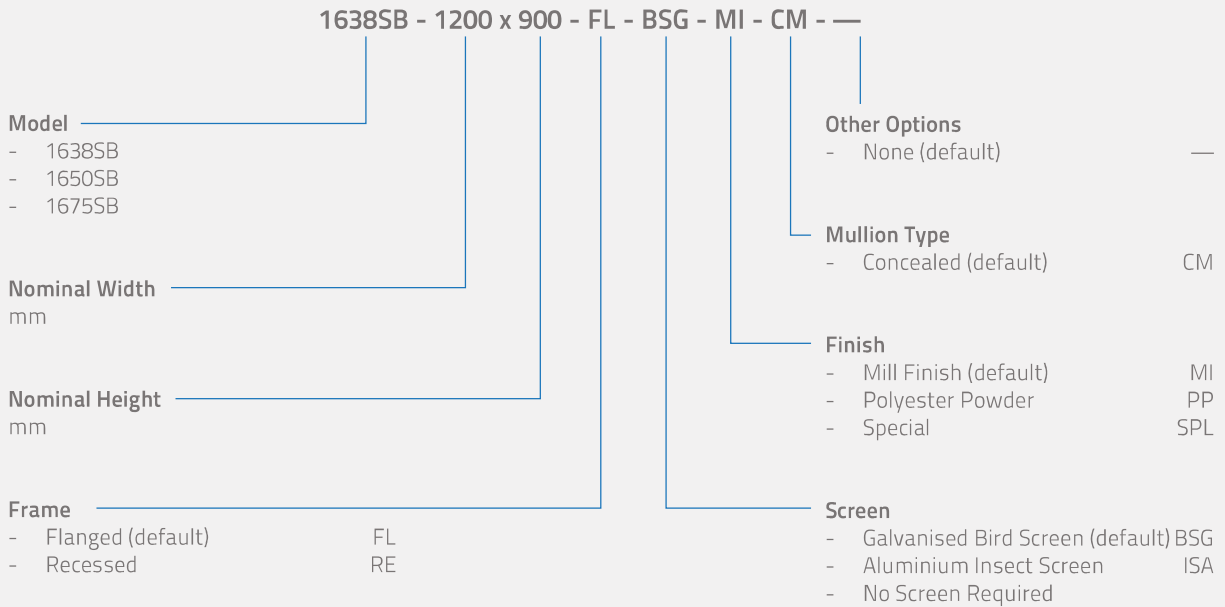 1638SB - 1200 x 900 - FL - BSG - MI - CM - —
Model
- 1638SB
- 1650SB
- 1675SB
Nominal Width
mm
Nominal Height
mm
Frame
- Flanged (default) FL
- Recessed RE
Other Options
- None (default) —
Mullion Type
- Concealed (default) CM
Finish
- Mill Finish (default) MI
- Polyester Powder PP
- Special SPL
Screen
- Galvanised Bird Screen (default) BSG
- Aluminium Insect Screen ISA
- No Screen Required